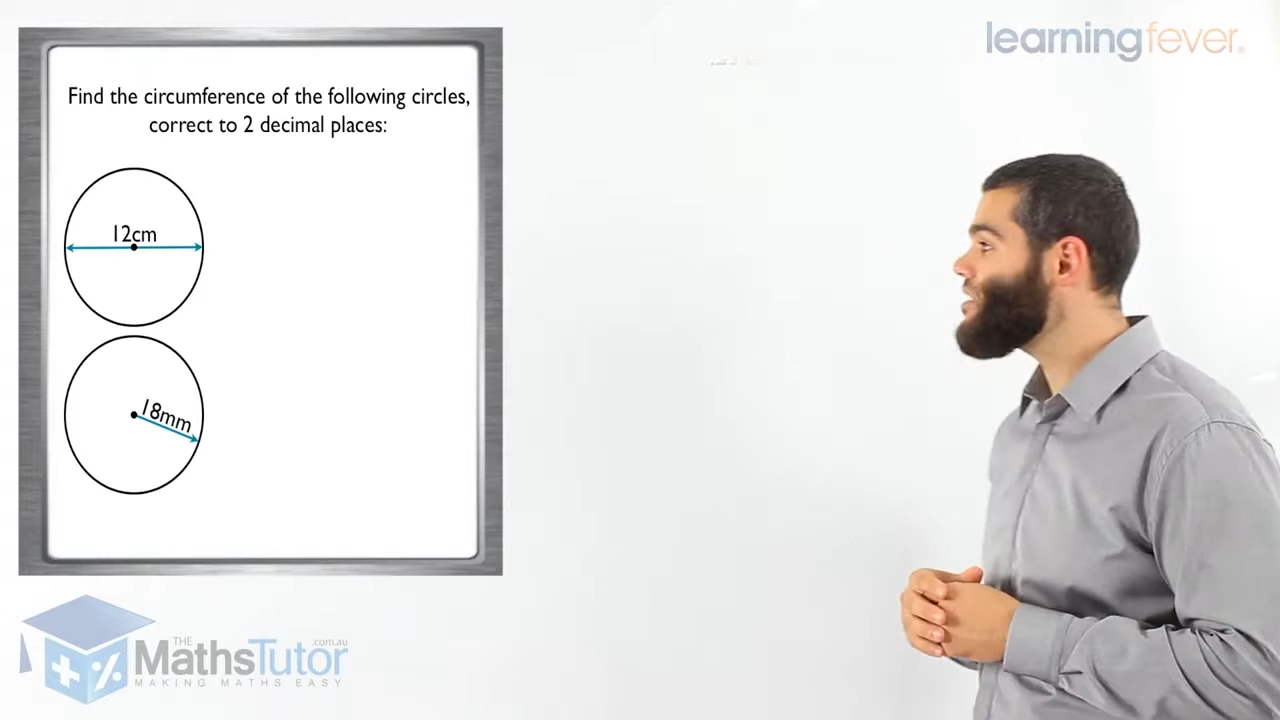 learningfever
Find the circumference of the following circles,
correct to 2 decimal places:
12cm
18mm
THE
MathsTutor
.com.au
MAKING MATHS EASY